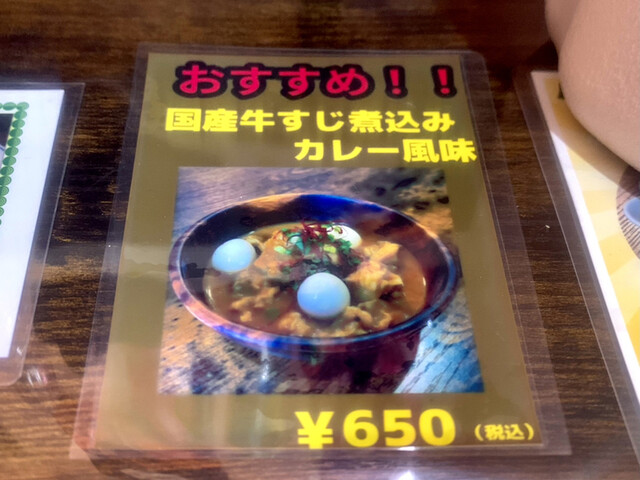 おすすめ！！
国産牛すじ煮込み
カレー風味
￥650（税込）